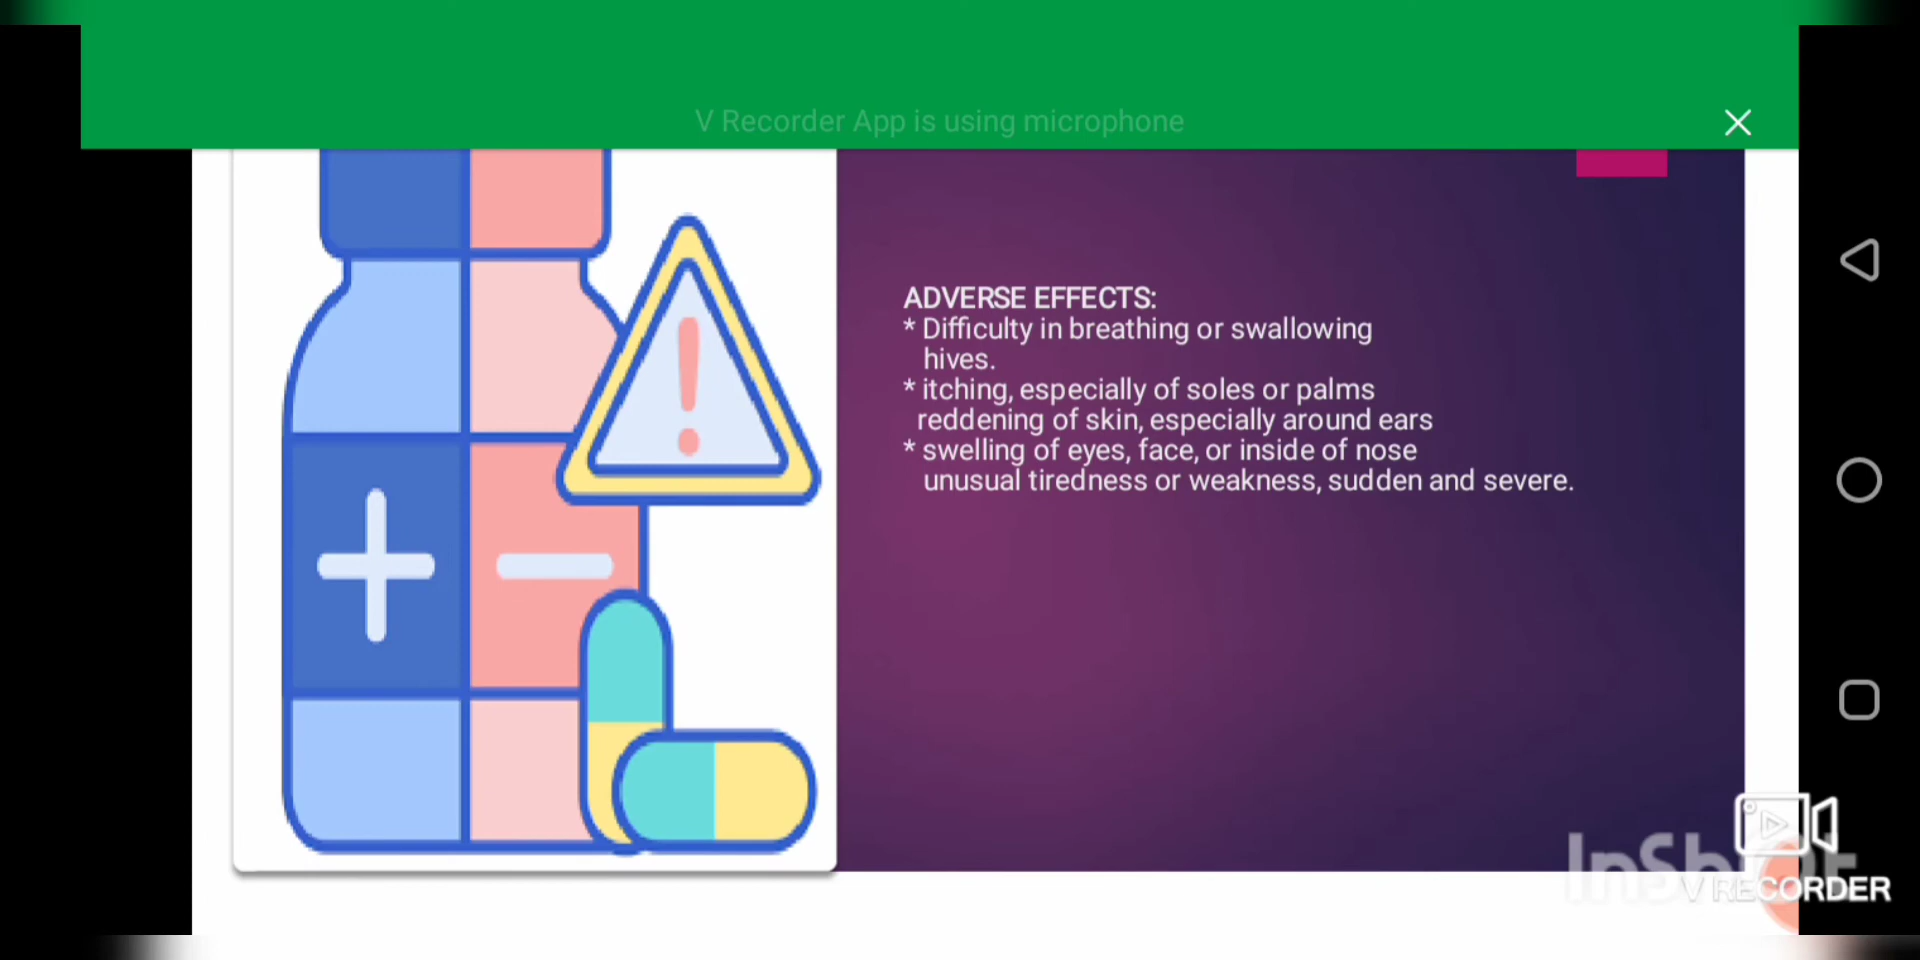 V Recorder App is using microphone
ADVERSE EFFECTS:
* Difficulty in breathing or swallowing
hives.
* itching, especially of soles or palms
reddening of skin, especially around ears
* swelling of eyes, face, or inside of nose
unusual tiredness or weakness, sudden and severe.
InShot
V RECORDER